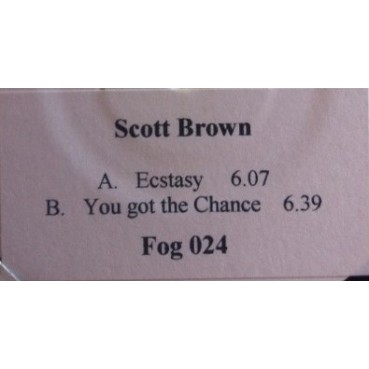 Scott Brown
A. Ecstasy 6.07
B. You got the Chance 6.39
Fog 024